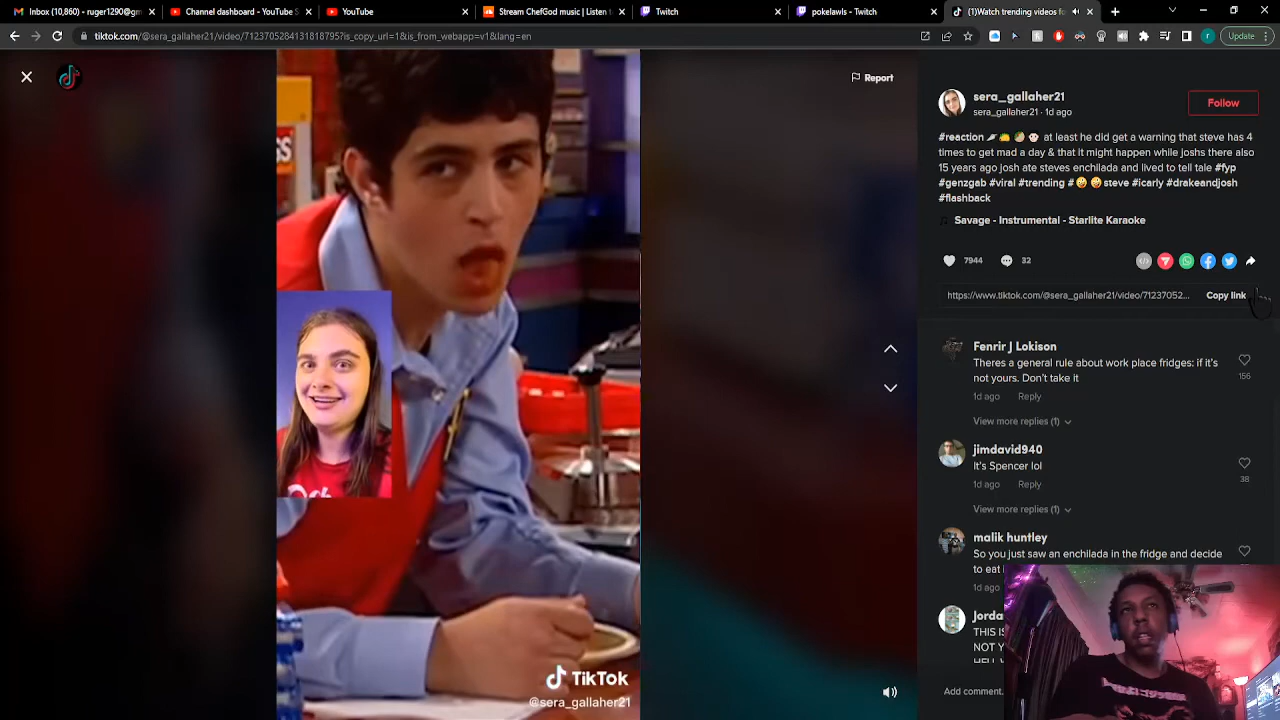 Inbox (10,860) - ruger1290@gm
Channel dashboard - YouTube S
YouTube
Stream ChefGod music | Listen t
Twitch
pokelawls - Twitch
(1)Watch trending videos fo
tiktok.com/@sera_gallaher21/video/7123705284131818795?is_copy_url=1&is_from_webapp=v1&lang=en
Update
Report
SS
sera_gallaher21
sera_gallaher21 · 1d ago
Follow
#reaction 🪶🌮🥟🐷 at least he did get a warning that steve has 4
times to get mad a day & that it might happen while joshs there also
15 years ago josh ate steves enchilada and lived to tell tale #fyp
#genzgab #viral #trending #🤪🤪steve #icarly #drakeandjosh
#flashback
Savage - Instrumental - Starlite Karaoke
7944
32
https://www.tiktok.com/@sera_gallaher21/video/71237052...
Copy link
Fenrir J Lokison
Theres a general rule about work place fridges: if it's
not yours. Don't take it
156
1d ago Reply
View more replies (1)
jimdavid940
It's Spencer lol
38
1d ago Reply
View more replies (1)
malik huntley
So you just saw an enchilada in the fridge and decide
to eat
1d ago
Jorda
THIS IS
NOT Y
Add comment.
TikTok
@sera_gallaher21